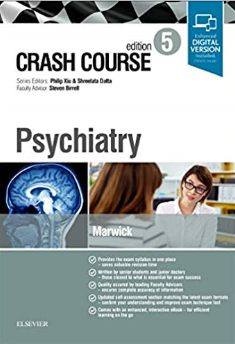 edition
5
CRASH COURSE
Series Editors: Philip Xiu & Shreelata Datta
Faculty Advisor: Steven Birrell
Enhanced
DIGITAL
VERSION
Included
Psychiatry
Marwick
Provides the exam syllabus in one place
– saves valuable revision time
Written by senior students and junior doctors
– those closest to what is essential for exam success
Quality assured by leading Faculty Advisors
– ensures complete accuracy of information
Updated self-assessment section matching the latest exam formats
– confirm your understanding and improve exam technique fast
Comes with an enhanced, interactive eBook – for efficient
learning on the go
ELSEVIER